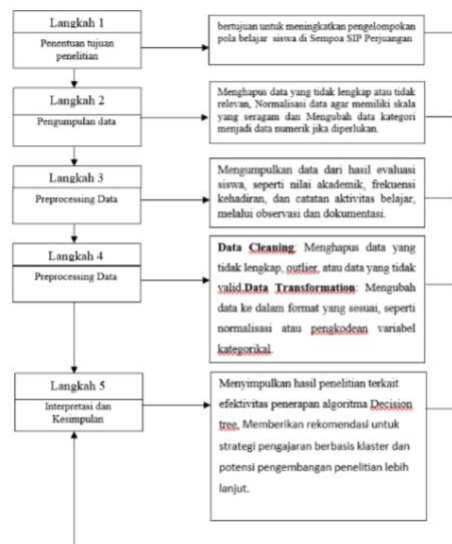 Langkah 1
Penentuan tujuan
penelitian
bertujuan untuk meningkatkan pengelompokan
pola belajar siswa di Sempoa SIP Perjuangan
Langkah 2
Pengumpulan data
Menghapus data yang tidak lengkap atau tidak
relevan, Normalisasi data agar memiliki skala
yang seragam dan Mengubah data kategori
menjadi data numerik jika diperlukan.
Langkah 3
Preprocessing Data
Mengumpulkan data dari hasil evaluasi
siswa, seperti nilai akademik, frekuensi
kehadiran, dan catatan aktivitas belajar,
melalui observasi dan dokumentasi.
Langkah 4
Preprocessing Data
Data Cleaning: Menghapus data yang
tidak lengkap, outlier, atau data yang tidak
valid.Data Transformation: Mengubah
data ke dalam format yang sesuai, seperti
normalisasi atau pengkodean variabel
kategorikal.
Langkah 5
Interpretasi dan
Kesimpulan
Menyimpulkan hasil penelitian terkait
efektivitas penerapan algoritma Decision
tree, Memberikan rekomendasi untuk
strategi pengajaran berbasis klaster dan
potensi pengembangan penelitian lebih
lanjut.